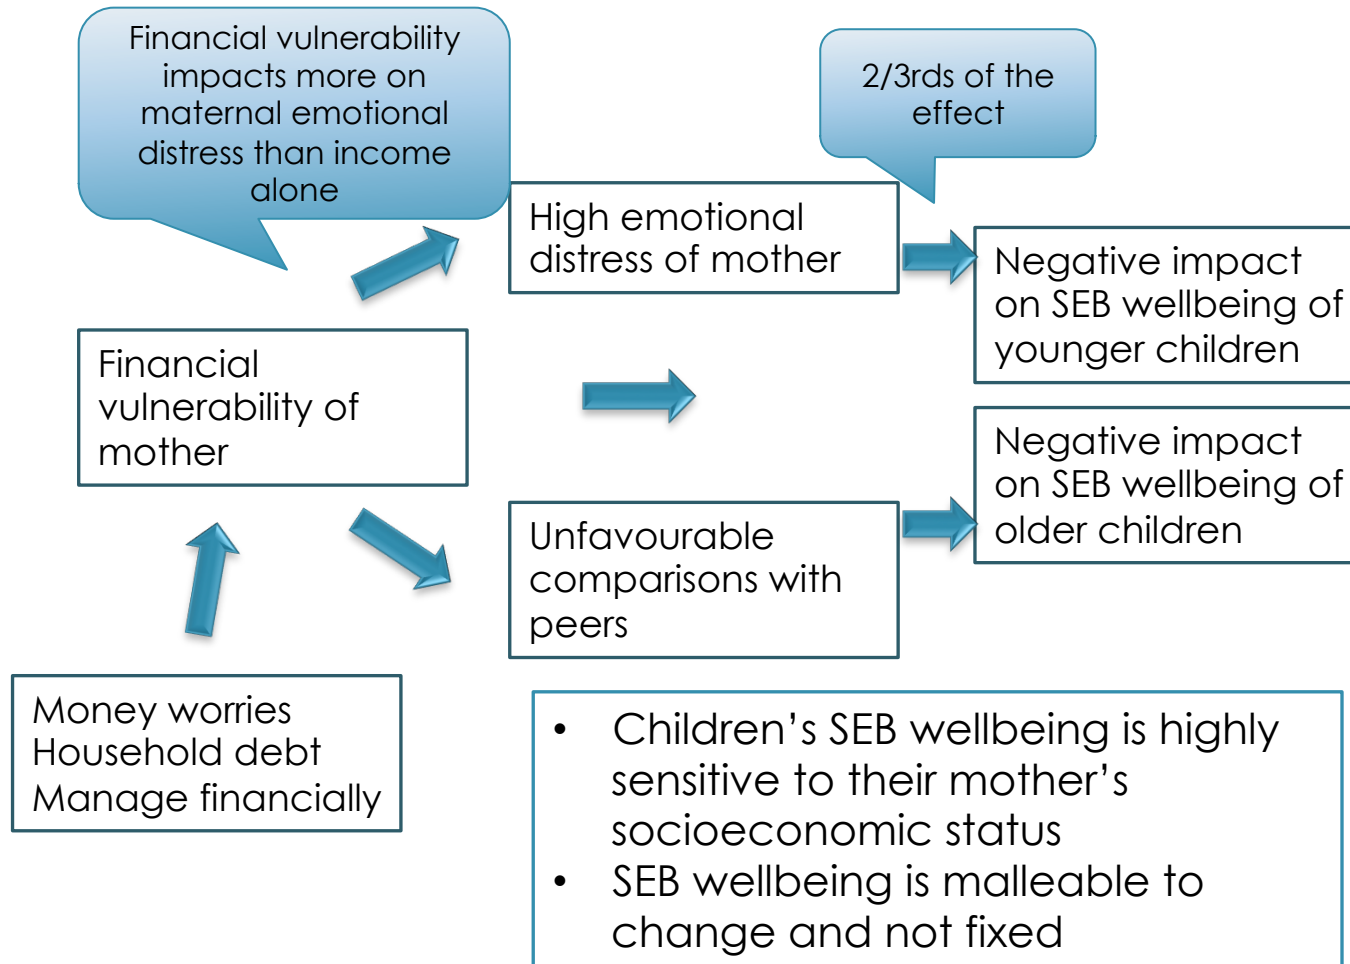 Financial vulnerability
impacts more on
maternal emotional
distress than income
alone
2/3rds of the
effect
High emotional
distress of mother
Negative impact
on SEB wellbeing of
younger children
Financial
vulnerability of
mother
Negative impact
on SEB wellbeing of
older children
Unfavourable
comparisons with
peers
Money worries
Household debt
Manage financially
• Children’s SEB wellbeing is highly
sensitive to their mother’s
socioeconomic status
• SEB wellbeing is malleable to
change and not fixed